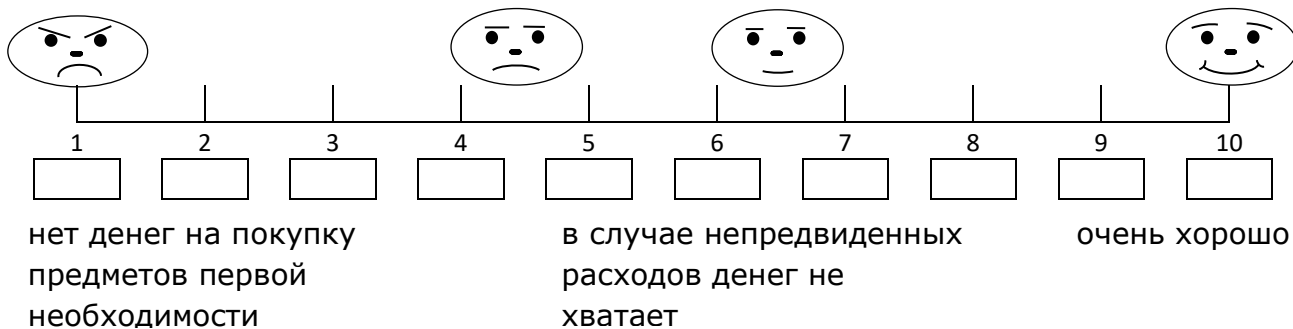 1 2 3 4 5 6 7 8 9 10
нет денег на покупку
предметов первой
необходимости
в случае непредвиденных
расходов денег не
хватает
очень хорошо